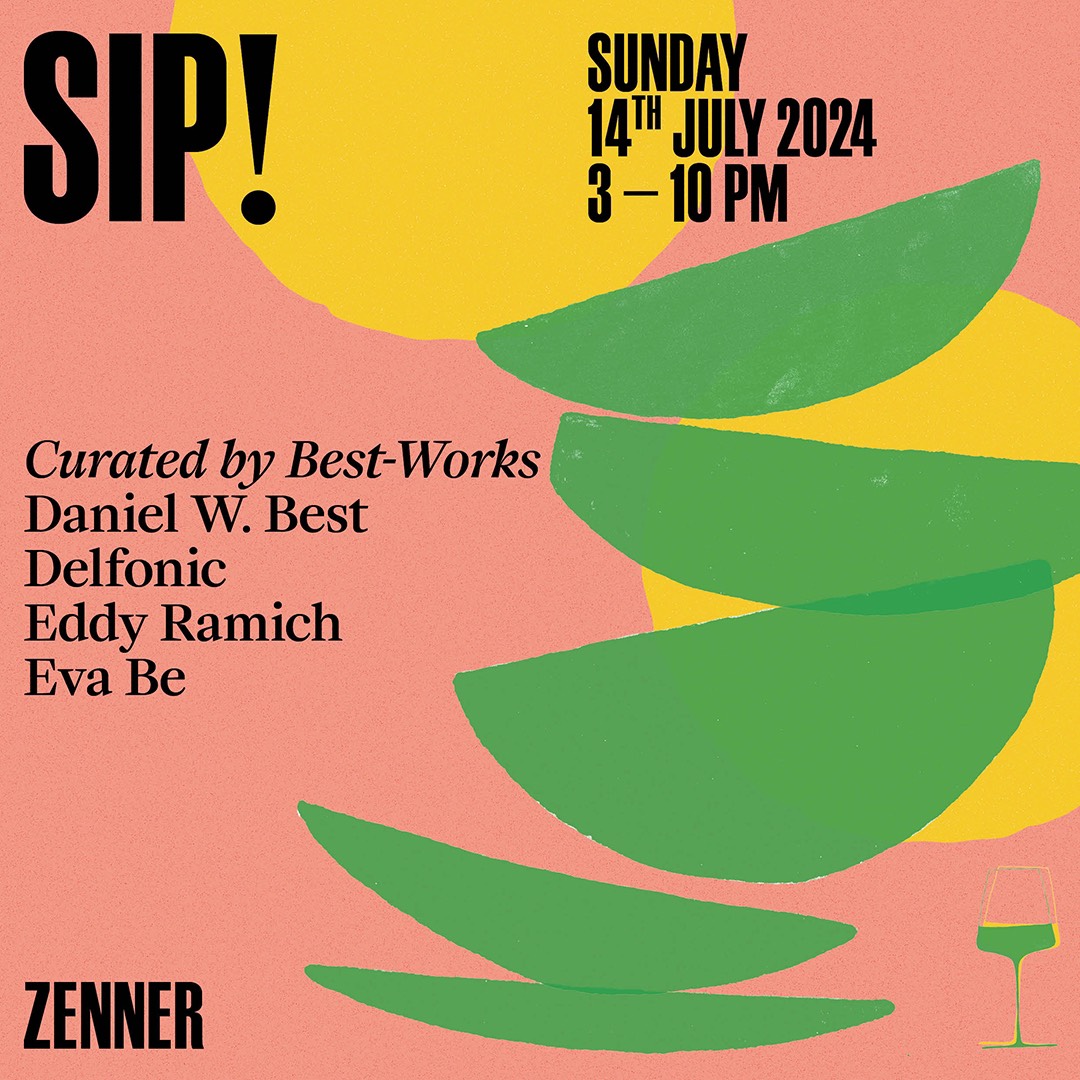 SIP!
SUNDAY
14TH JULY 2024
3 — 10 PM
Curated by Best-Works
Daniel W. Best
Delfonic
Eddy Ramich
Eva Be
ZENNER